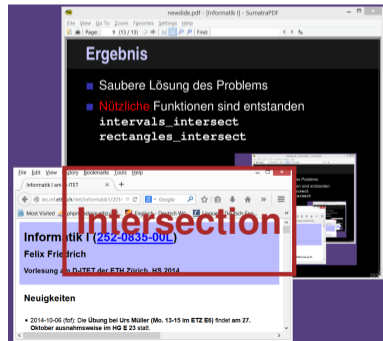 newslide.pdf - [Informatik I] - SumatraPDF
File View Go To Zoom Favorites Settings Help
Page: 9 (13/13) Find:
Ergebnis
Saubere Lösung des Problems
Nützliche Funktionen sind entstanden
intervals_intersect
rectangles_intersect
File Edit View History Bookmarks Tools Help
Informatik I am D-ITET
Google
Most Visited
Intersection
Informatik I (252-0835-00L)
Felix Friedrich
Vorlesung am D-ITET der ETH Zürich, HS 2014
Neuigkeiten
2014-10-06 (fof): Die Übung bei Urs Müller (Mo. 13-15 im ETZ E6) findet am 27.
Oktober ausnahmsweise im HG E 23 statt.